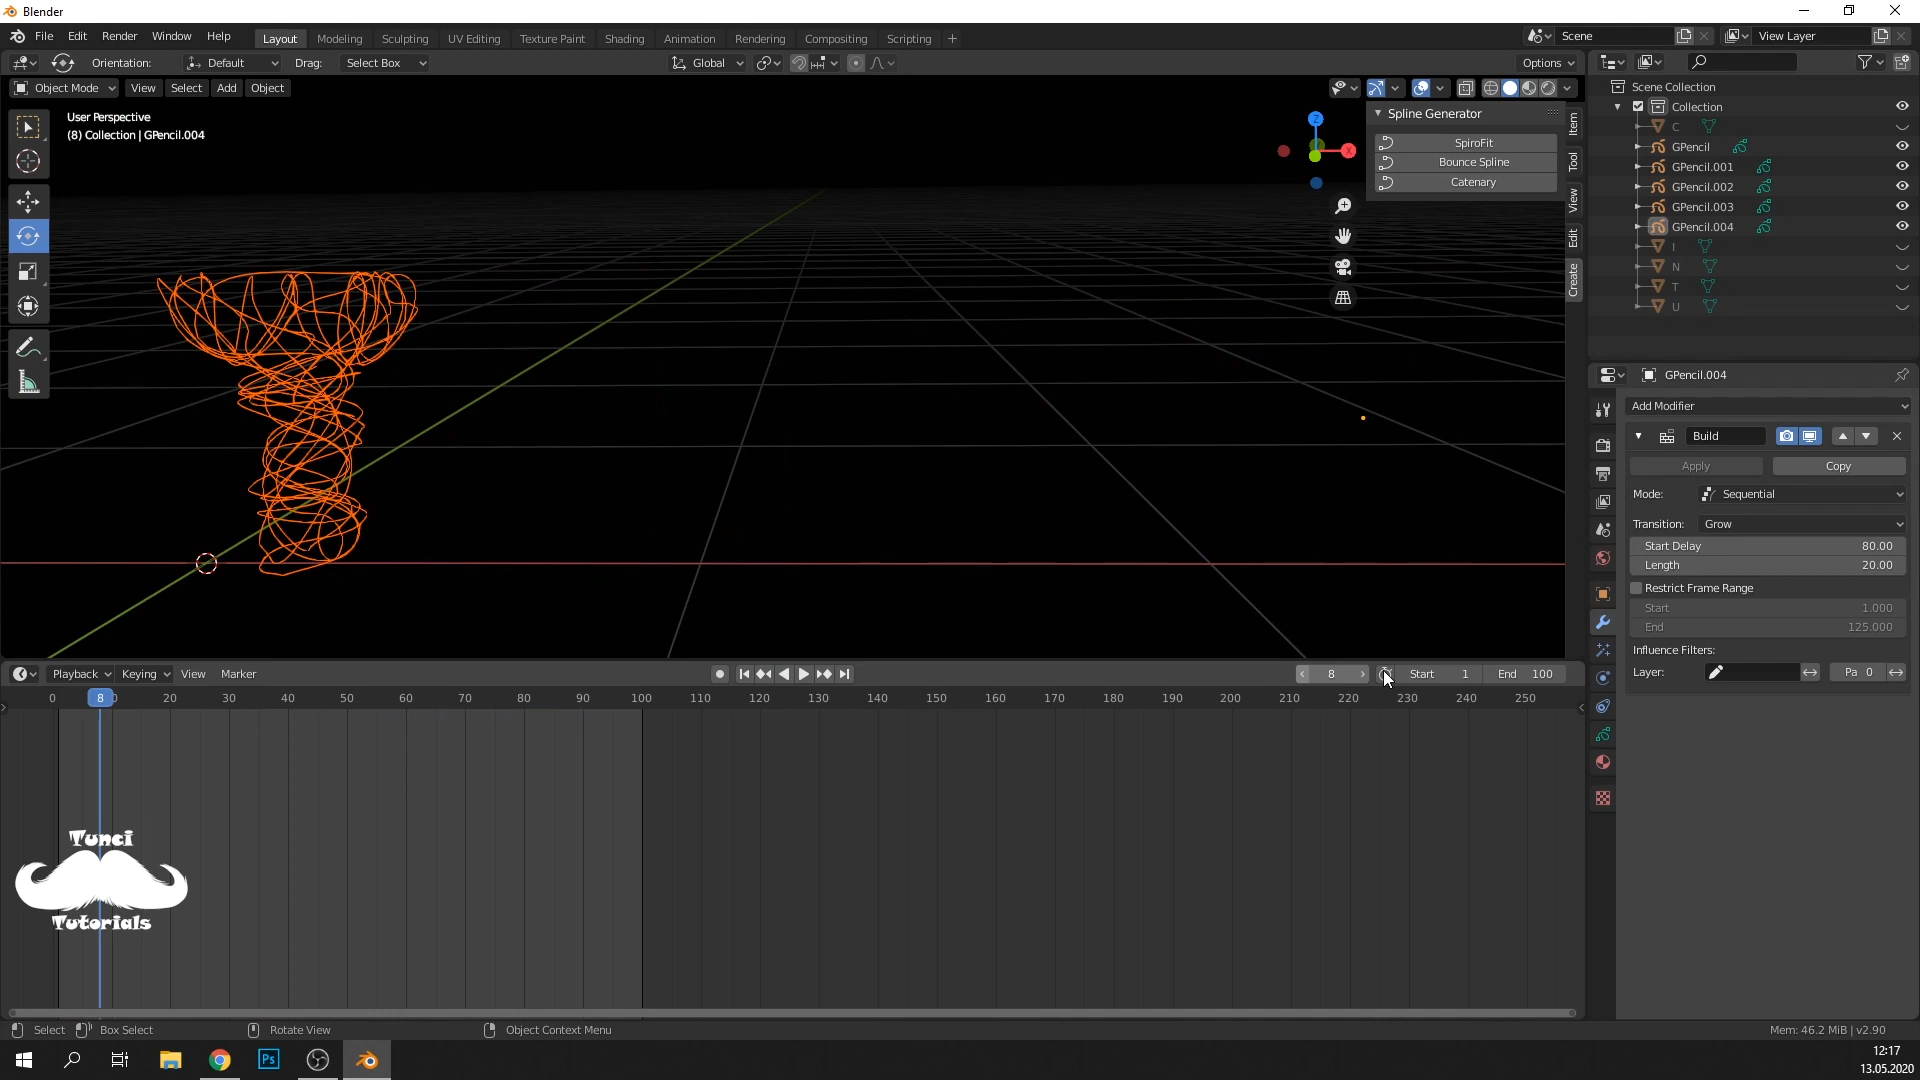 Blender
File Edit Render Window Help Layout Modeling Sculpting UV Editing Texture Paint Shading Animation Rendering Compositing Scripting + Scene View Layer
Orientation: Default Drag: Select Box Global Options
Object Mode View Select Add Object
User Perspective
(8) Collection | GPencil.004
Z
X
Spline Generator
SpiroFit
Bounce Spline
Catenary
Item
Tool
View
Edit
Create
Scene Collection
Collection
C
GPencil
GPencil.001
GPencil.002
GPencil.003
GPencil.004
I
N
T
U
GPencil.004
Add Modifier
Build
Apply Copy
Mode: Sequential
Transition: Grow
Start Delay 80.00
Length 20.00
Restrict Frame Range
Start 1.000
End 125.000
Influence Filters:
Layer: Pa 0
Playback Keying View Marker 8 Start 1 End 100
0 8 20 30 40 50 60 70 80 90 100 110 120 130 140 150 160 170 180 190 200 210 220 230 240 250
Tunci
Tutorials
Select Box Select Rotate View Object Context Menu Mem: 46.2 MiB | v2.90
Ps
12:17
13.05.2020